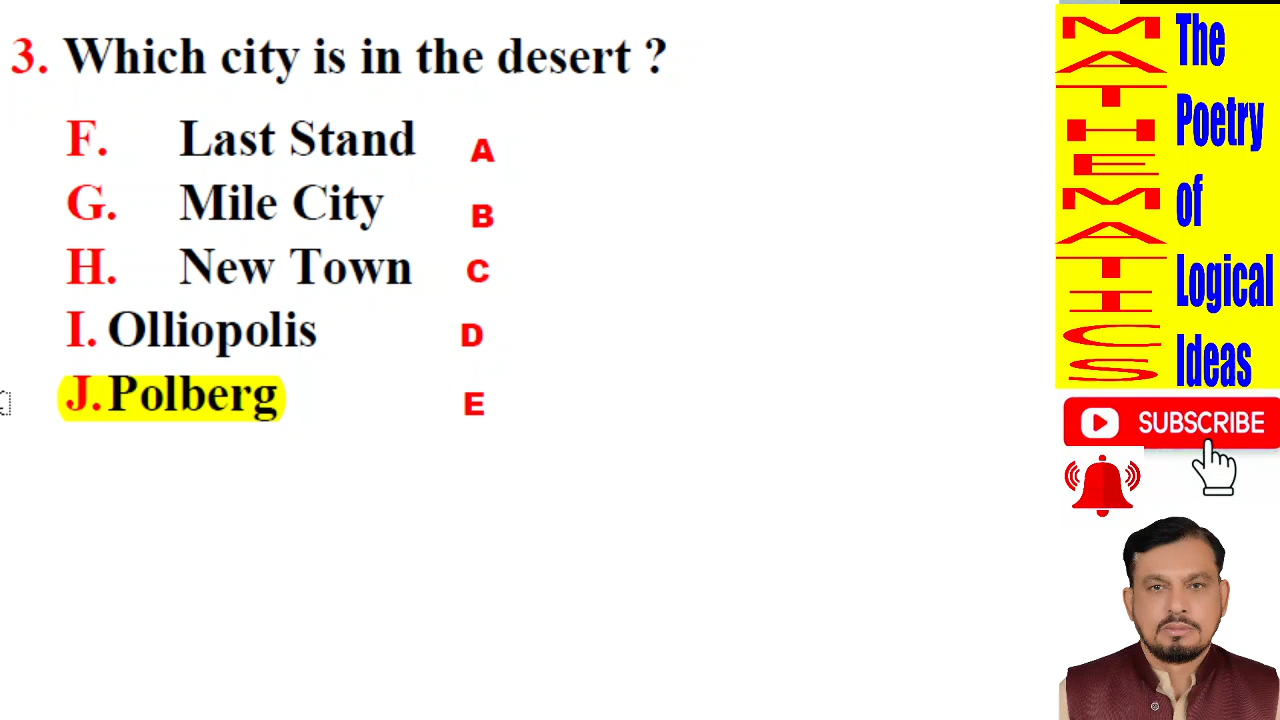 3. Which city is in the desert ?
F. Last Stand A
G. Mile City B
H. New Town C
I. Olliopolis D
J. Polberg E
MATHEMATICS
The
Poetry
of
Logical
Ideas
SUBSCRIBE